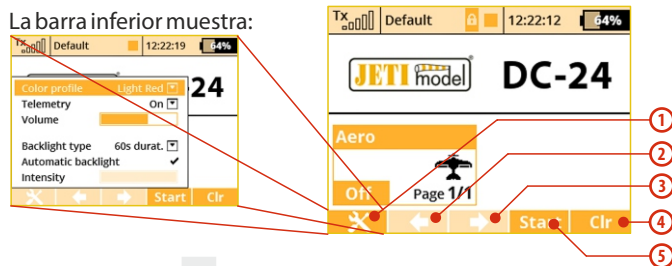 La barra inferior muestra:
Tx Default 12:22:19 64%
24
Color profile Light Red
Telemetry On
Volume
Backlight type 60s durat.
Automatic backlight
Intensity
Start Clr
Tx Default 12:22:12 64%
JETI model DC-24
Aero
Off Page 1/1
Start Clr
1
2
3
4
5